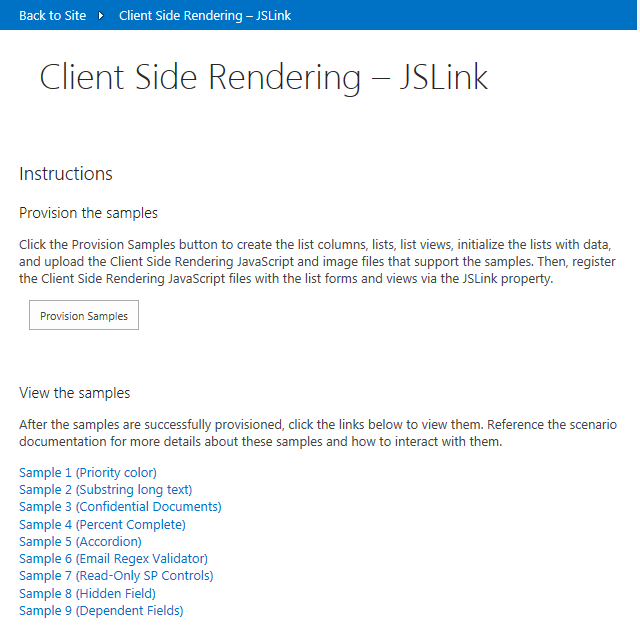 Back to Site ▸ Client Side Rendering – JSLink
Client Side Rendering – JSLink
Instructions
Provision the samples
Click the Provision Samples button to create the list columns, lists, list views, initialize the lists with data,
and upload the Client Side Rendering JavaScript and image files that support the samples. Then, register
the Client Side Rendering JavaScript files with the list forms and views via the JSLink property.
Provision Samples
View the samples
After the samples are successfully provisioned, click the links below to view them. Reference the scenario
documentation for more details about these samples and how to interact with them.
Sample 1 (Priority color)
Sample 2 (Substring long text)
Sample 3 (Confidential Documents)
Sample 4 (Percent Complete)
Sample 5 (Accordion)
Sample 6 (Email Regex Validator)
Sample 7 (Read-Only SP Controls)
Sample 8 (Hidden Field)
Sample 9 (Dependent Fields)